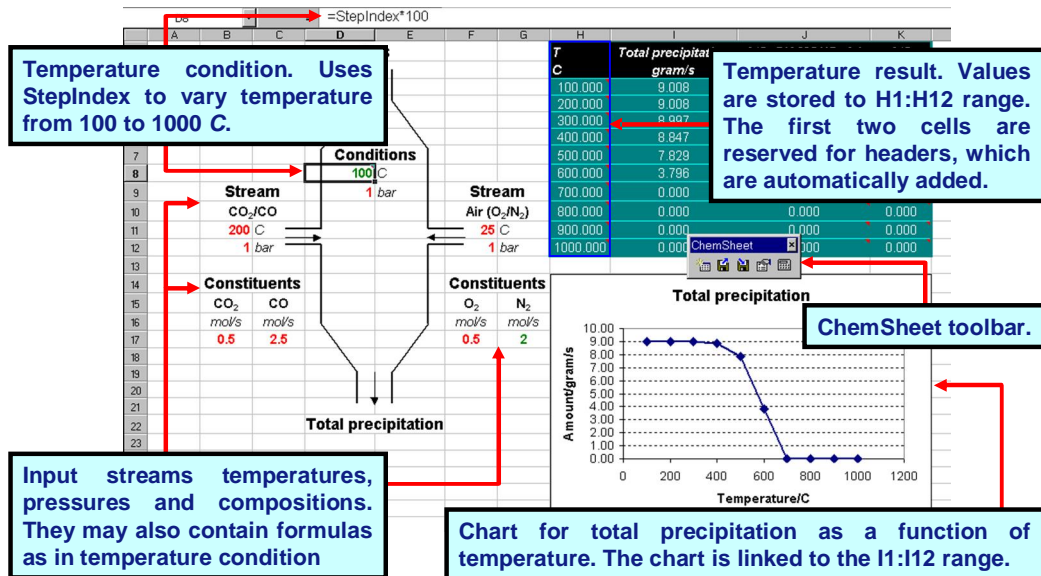 =StepIndex*100
A B C D E F G H I J K
Temperature condition. Uses
StepIndex to vary temperature
from 100 to 1000 C.
T Total
C gram/s
100.000 9.008
200.000 9.008
300.000 8.997
400.000 8.847
500.000 7.829
600.000 3.796
700.000 0.000
800.000 0.000 0.000 0.000
900.000 0.000 0.000 0.000
1000.000 0.000 0.000
Temperature result. Values
are stored to H1:H12 range.
The first two cells are
reserved for headers, which
are automatically added.
7 Conditions
8 100 C
9 Stream 1 bar Stream
10 CO₂/CO Air (O₂/N₂)
11 200 C 25 C
12 1 bar 1 bar
13
14 Constituents Constituents
15 CO₂ CO O₂ N₂
16 mol/s mol/s mol/s mol/s
17 0.5 2.5 0.5 2
18
19
20
21
22 Total precipitation
23
ChemSheet
ChemSheet toolbar.
Total precipitation
Amount/gram/s
10.00
9.00
8.00
7.00
6.00
5.00
4.00
3.00
2.00
1.00
0.00
0 200 400 600 800 1000 1200
Temperature/C
Input streams temperatures,
pressures and compositions.
They may also contain formulas
as in temperature condition
Chart for total precipitation as a function of
temperature. The chart is linked to the I1:I12 range.